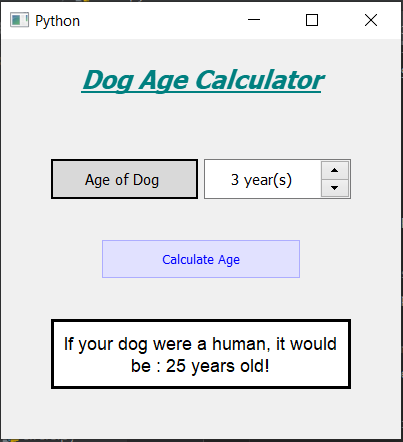 Python
Dog Age Calculator
Age of Dog
3 year(s)
Calculate Age
If your dog were a human, it would
be : 25 years old!